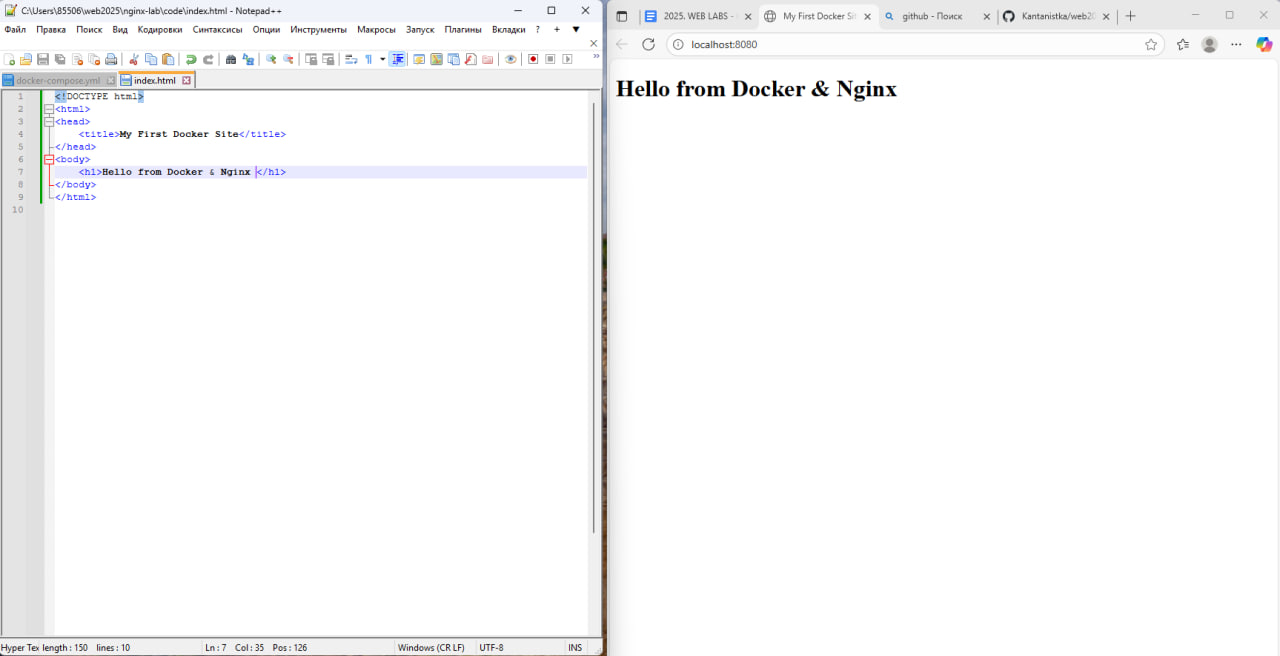 C:\Users\85506\web2025\nginx-lab\code\index.html - Notepad++
Файл Правка Поиск Вид Кодировки Синтаксисы Опции Инструменты Макросы Запуск Плагины Вкладки ? + ▼
docker-compose.yml index.html
1 <!DOCTYPE html>
2 <html>
3 <head>
4 <title>My First Docker Site</title>
5 </head>
6 <body>
7 <h1>Hello from Docker & Nginx </h1>
8 </body>
9 </html>
10
Hyper Tex length : 150 lines : 10 Ln : 7 Col : 35 Pos : 126 Windows (CR LF) UTF-8 INS
2025. WEB LABS - My First Docker Si github - Поиск Kantanistka/web20
localhost:8080
Hello from Docker & Nginx